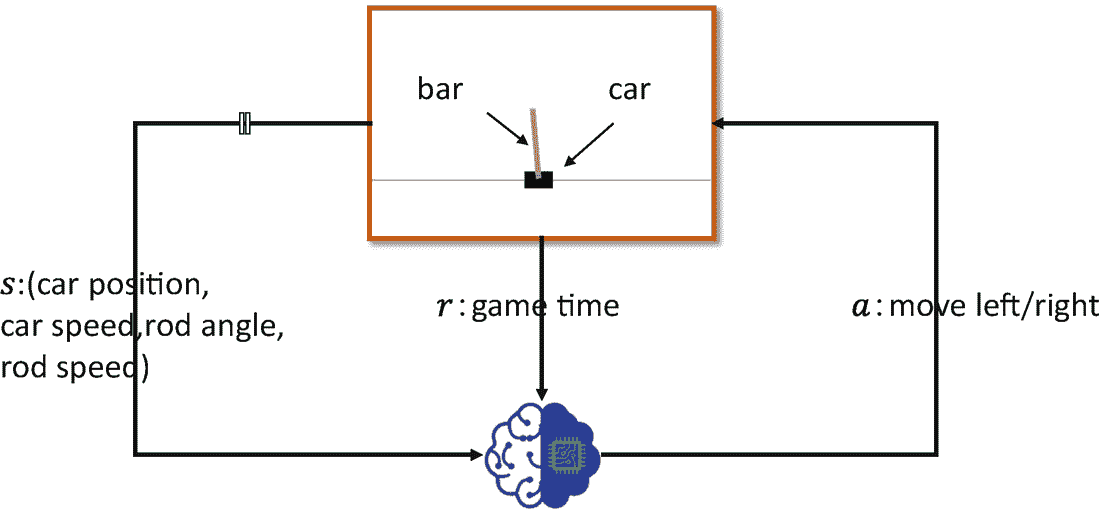 bar
car
s:(car position,
car speed,rod angle,
rod speed)
r:game time
a:move left/right